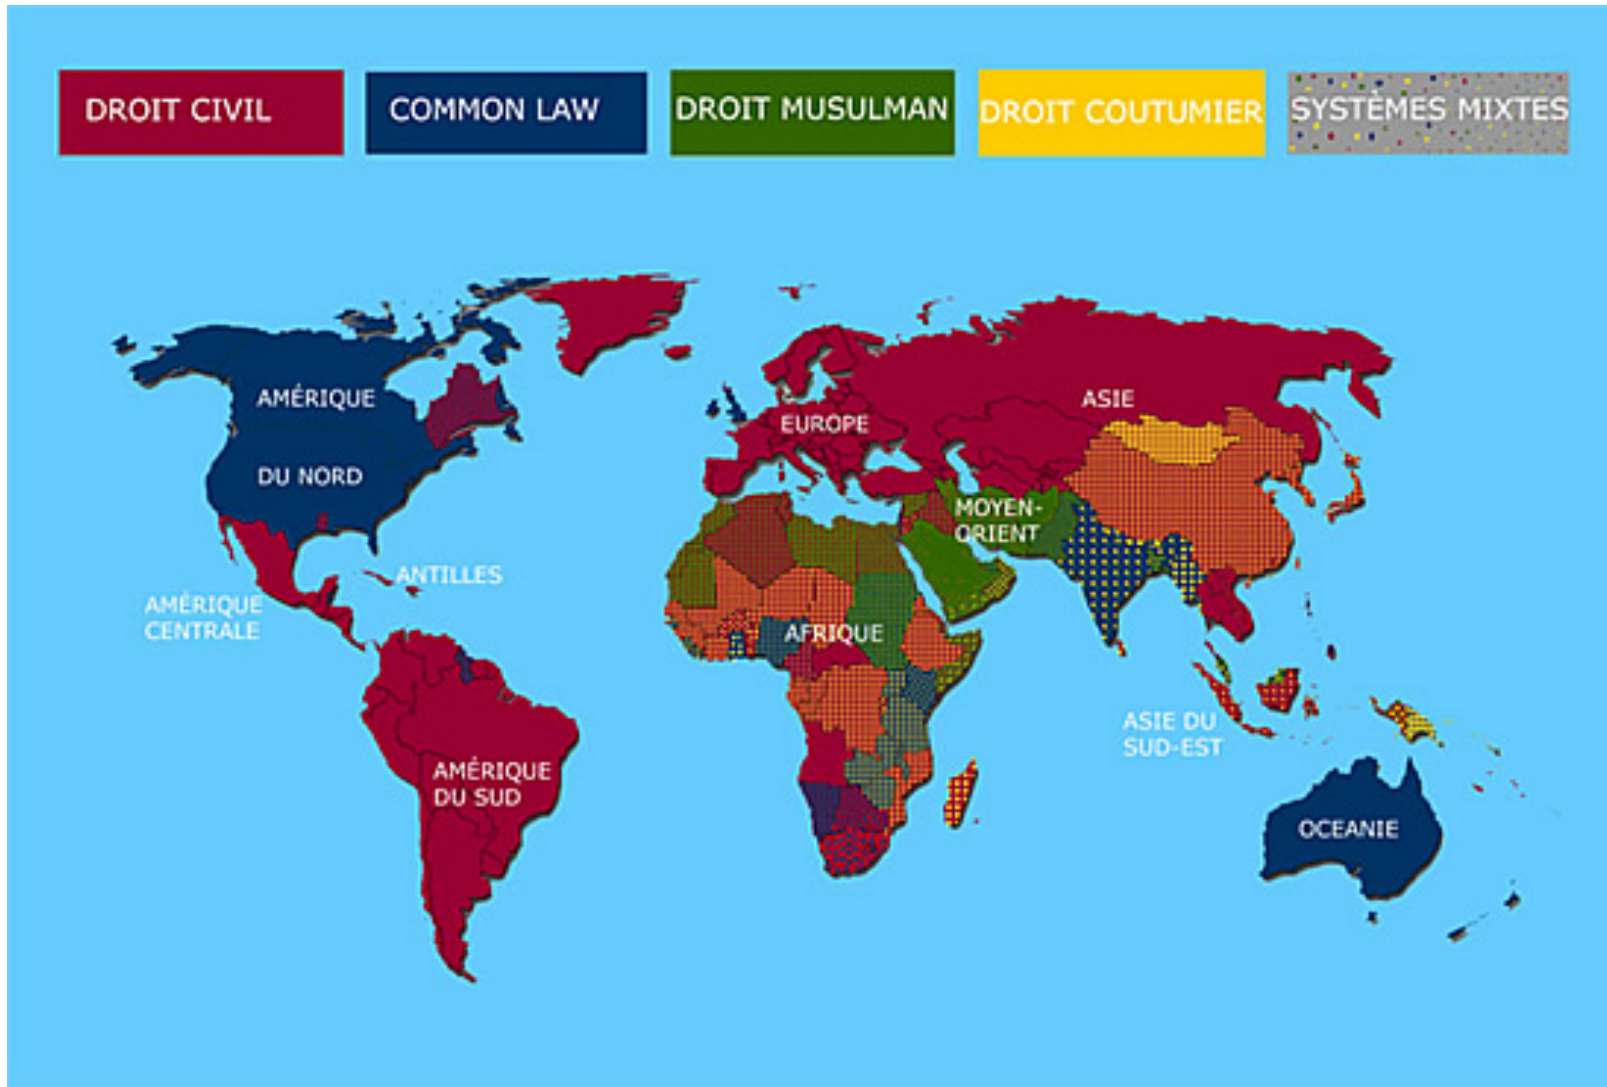 DROIT CIVIL
COMMON LAW
DROIT MUSULMAN
DROIT COUTUMIER
SYSTÈMES MIXTES
AMÉRIQUE
DU NORD
EUROPE
ASIE
MOYEN-
ORIENT
ANTILLES
AMÉRIQUE
CENTRALE
AFRIQUE
ASIE DU
SUD-EST
AMÉRIQUE
DU SUD
OCEANIE